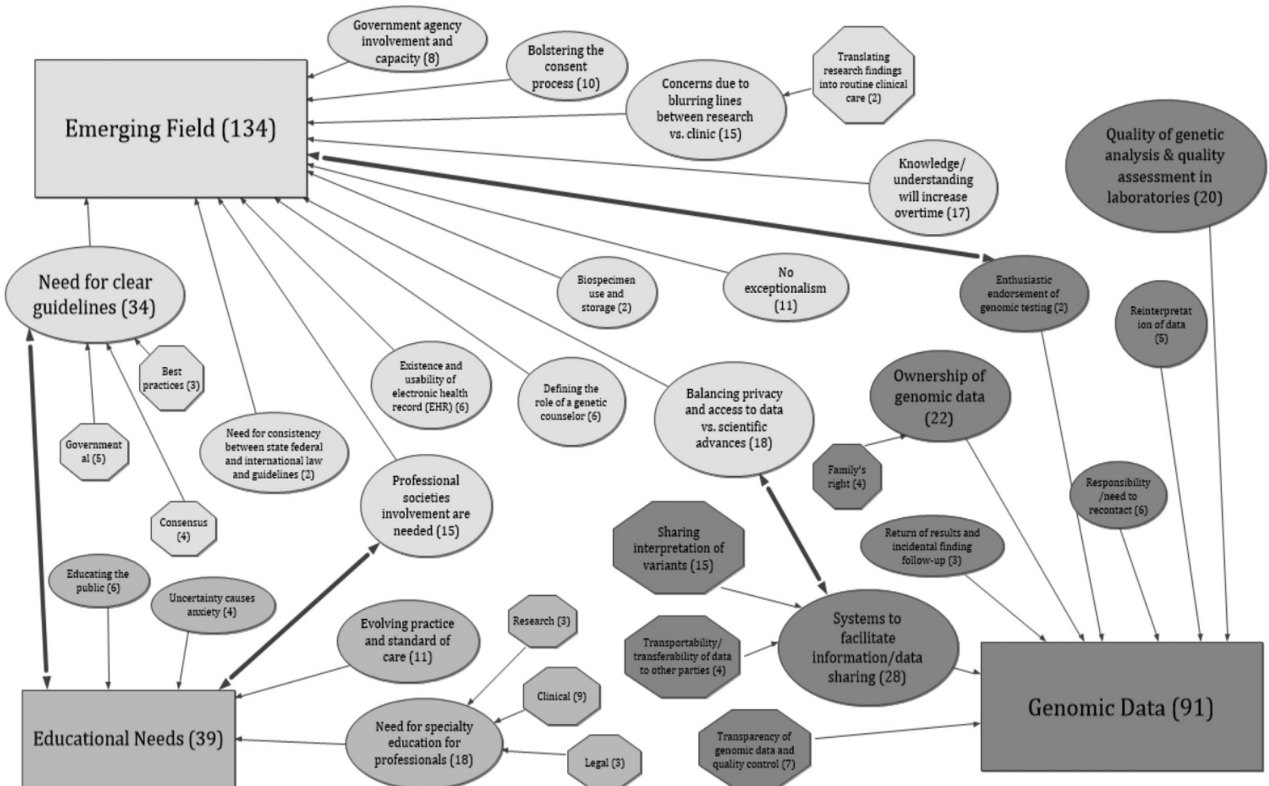 Government agency
involvement and
capacity (8)
Bolstering the
consent
process (10)
Concerns due to
blurring lines
between research
vs. clinic (15)
Translating
research findings
into routine clinical
care (2)
Emerging Field (134)
Quality of genetic
analysis & quality
assessment in
laboratories (20)
Knowledge/
understanding
will increase
overtime (17)
Need for clear
guidelines (34)
Biospecimen
use and
storage (2)
No
exceptionalism
(11)
Enthusiastic
endorsement of
genomic testing (2)
Reinterpretat
ion of data
(5)
Best
practices (3)
Existence and
usability of
electronic health
record (EHR) (6)
Defining the
role of a genetic
counselor (6)
Balancing privacy
and access to data
vs. scientific
advances (18)
Ownership of
genomic data
(22)
Government
al (5)
Need for consistency
between state federal
and international law
and guidelines (2)
Professional
societies
involvement are
needed (15)
Family's
right (4)
Responsibility
/need to
recontact (6)
Consensus
(4)
Sharing
interpretation of
variants (15)
Return of results and
incidental finding
follow-up (3)
Educating the
public (6)
Uncertainty causes
anxiety (4)
Evolving practice
and standard of
care (11)
Research (3)
Transportability/
transferability of data
to other parties (4)
Systems to
facilitate
information/data
sharing (28)
Clinical (9)
Genomic Data (91)
Educational Needs (39)
Need for specialty
education for
professionals (18)
Legal (3)
Transparency of
genomic data and
quality control (7)